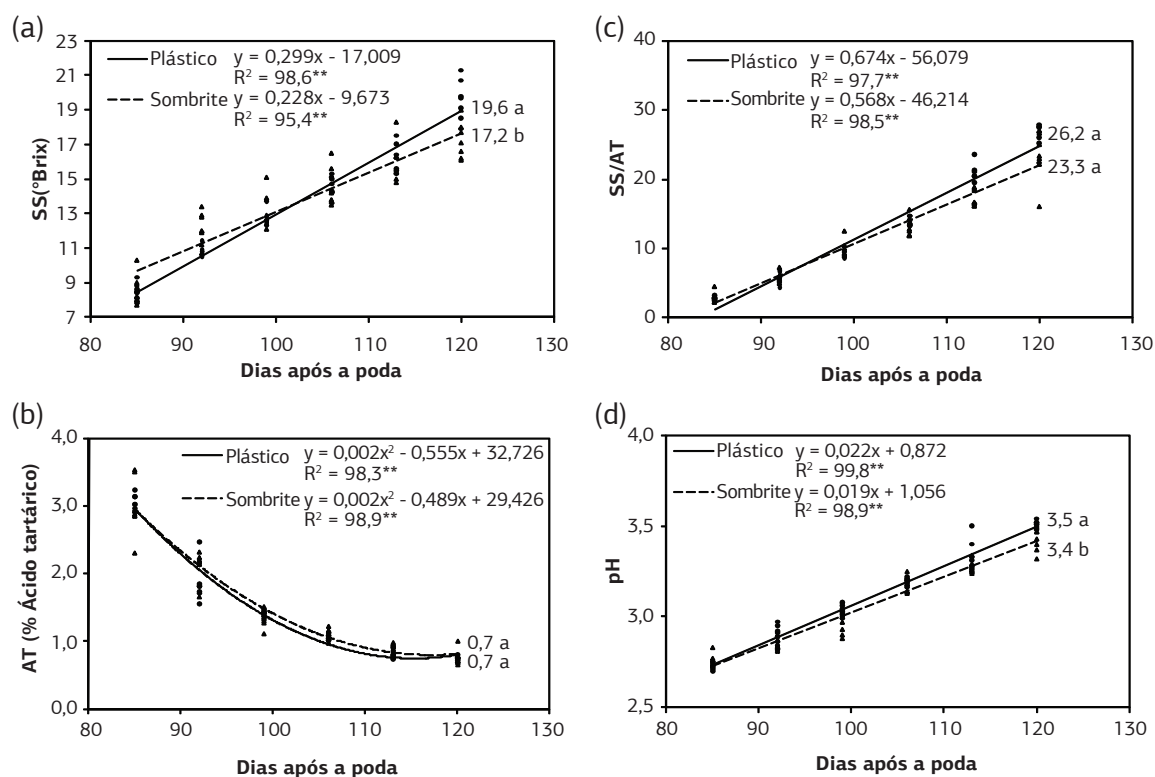 (a)
23
21
19
17
15
13
11
9
7
SS(°Brix)
Plástico y = 0,299x - 17,009
R² = 98,6**
Sombrite y = 0,228x - 9,673
R² = 95,4**
19,6 a
17,2 b
80 90 100 110 120 130
Dias após a poda
(c)
40
30
20
10
0
SS/AT
Plástico y = 0,674x - 56,079
R² = 97,7**
Sombrite y = 0,568x - 46,214
R² = 98,5**
26,2 a
23,3 a
80 90 100 110 120 130
Dias após a poda
(b)
4,0
3,0
2,0
1,0
0,0
AT (% Ácido tartárico)
Plástico y = 0,002x² - 0,555x + 32,726
R² = 98,3**
Sombrite y = 0,002x² - 0,489x + 29,426
R² = 98,9**
0,7 a
0,7 a
80 90 100 110 120 130
Dias após a poda
(d)
4,0
3,5
3,0
2,5
pH
Plástico y = 0,022x + 0,872
R² = 99,8**
Sombrite y = 0,019x + 1,056
R² = 98,9**
3,5 a
3,4 b
80 90 100 110 120 130
Dias após a poda